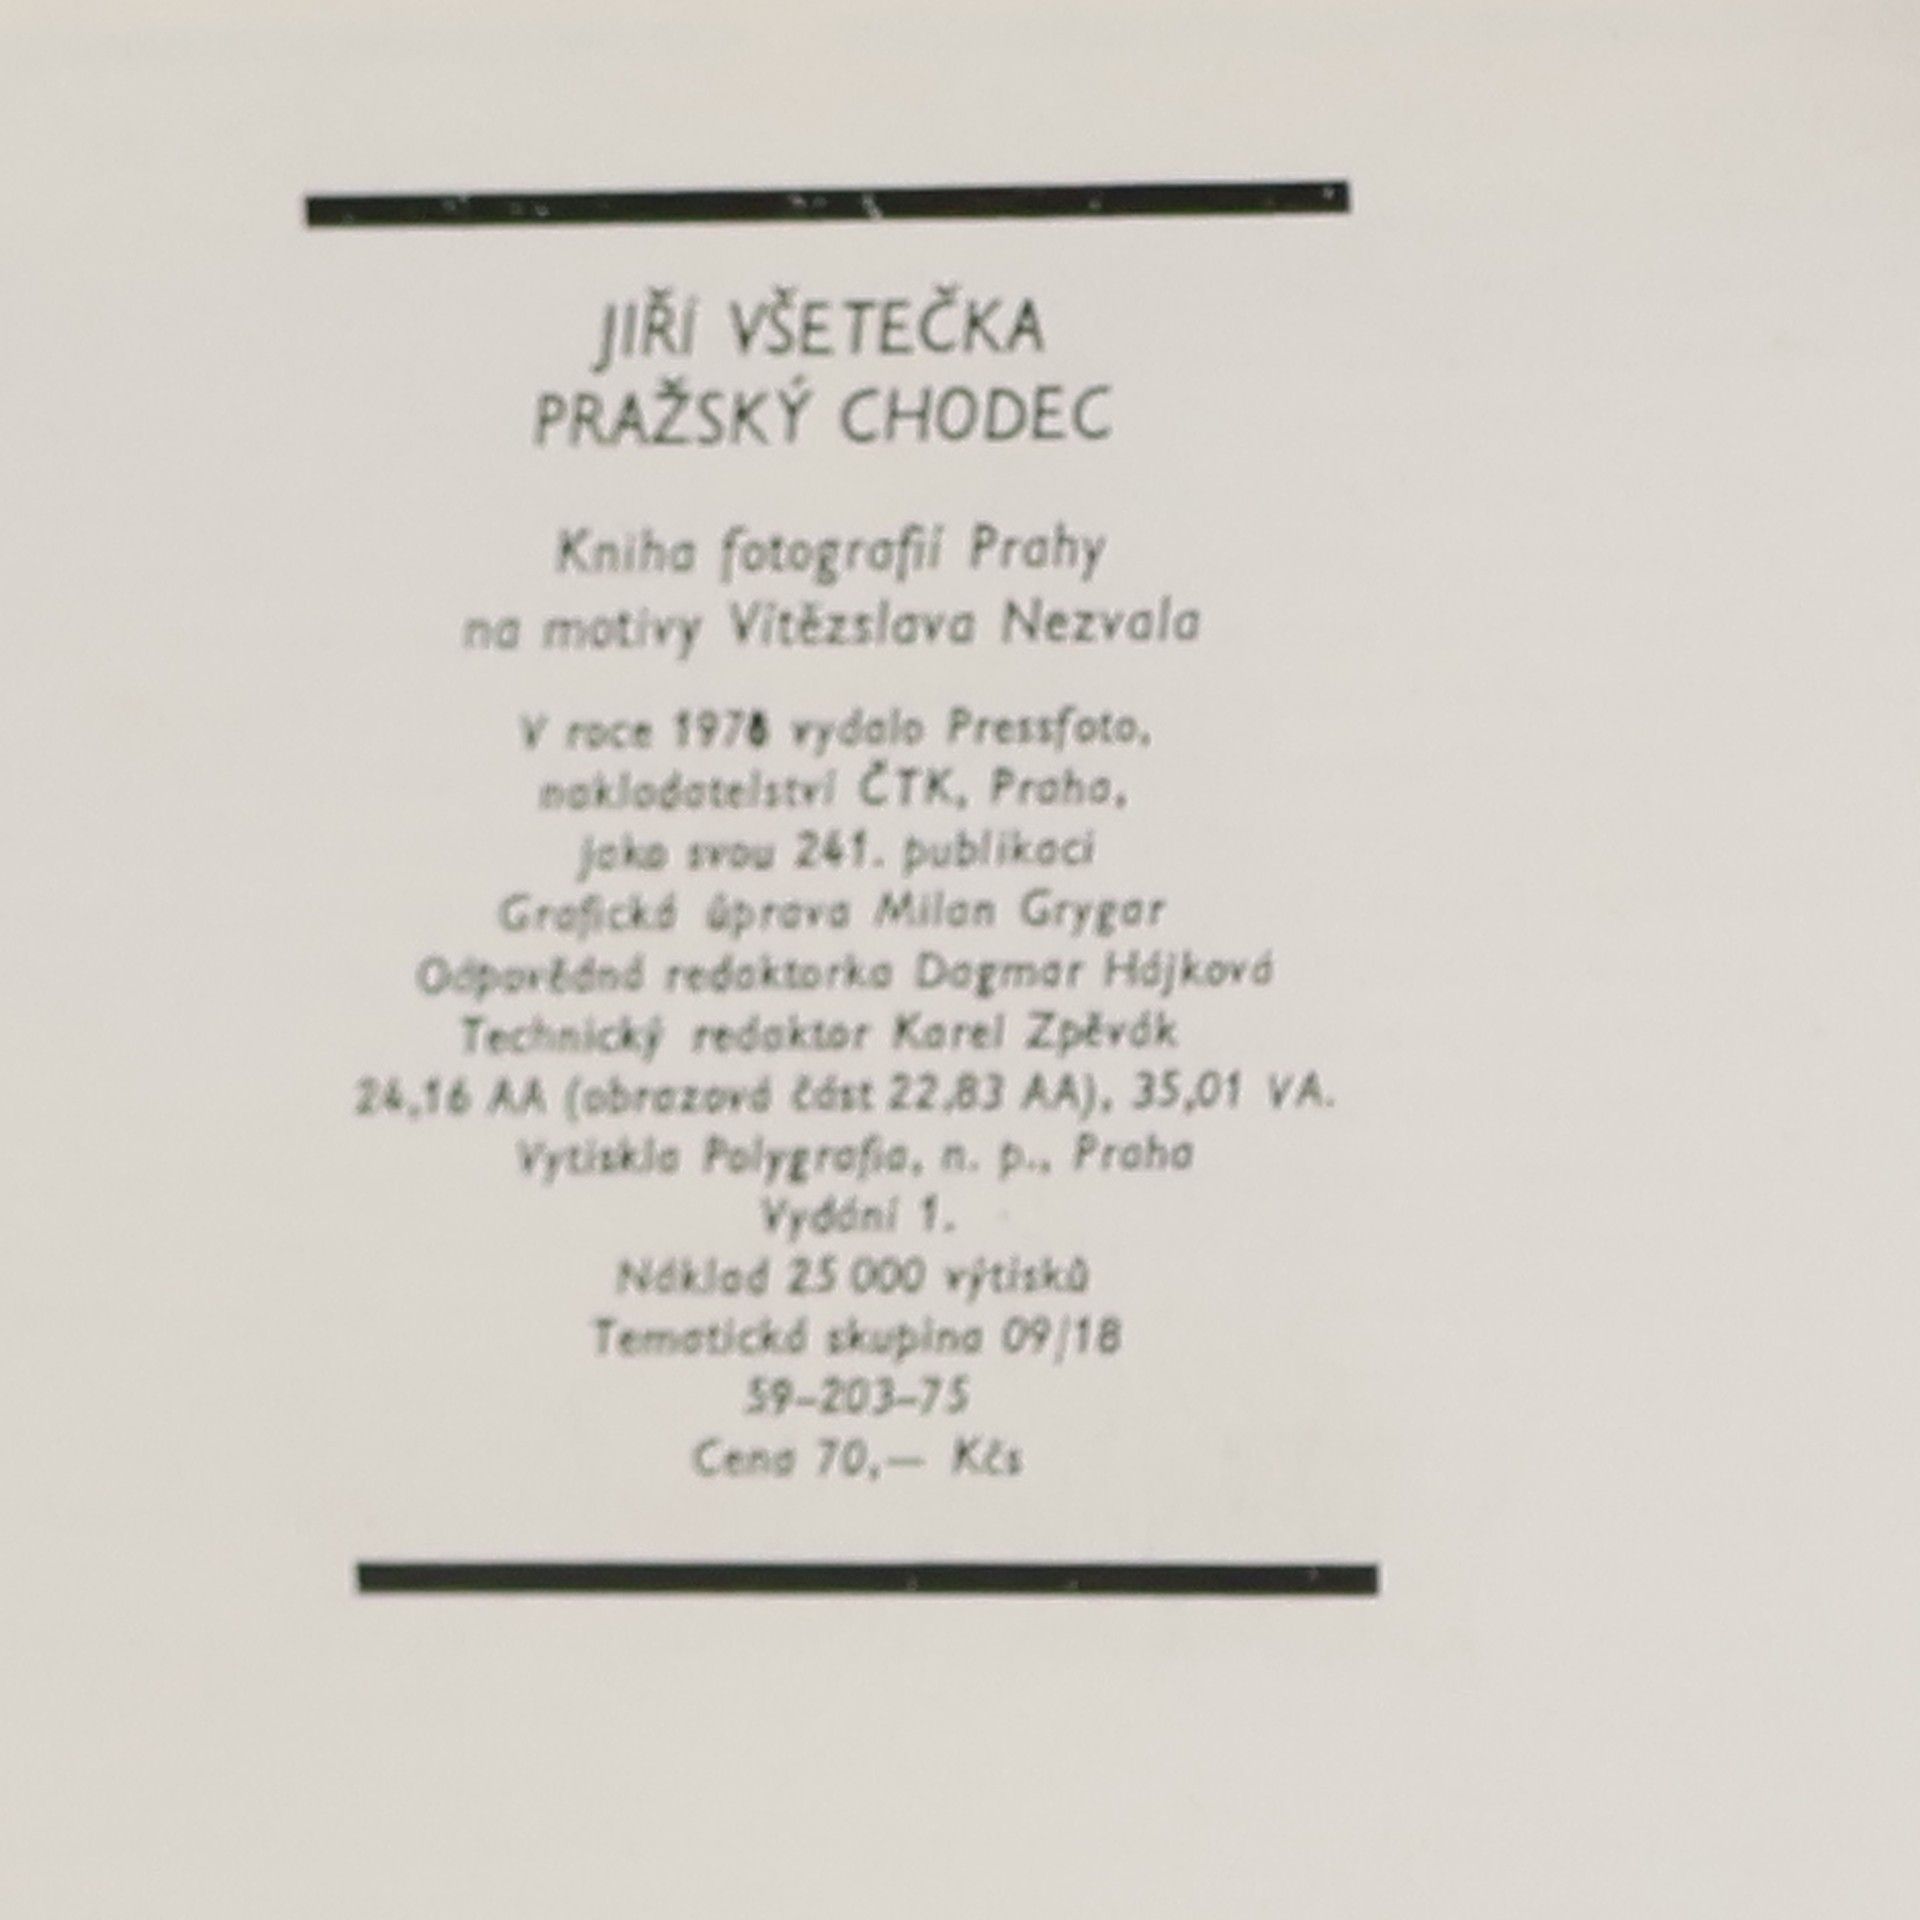 JIŘÍ VŠETEČKA
PRAŽSKÝ CHODEC
Kniha fotografií Prahy
na motivy Vítězslava Nezvala
V roce 1978 vydalo Pressfoto,
nakladatelství ČTK, Praha,
jako svou 241. publikaci
Grafická úprava Milan Grygar
Odpovědná redaktorka Dagmar Hájková
Technický redaktor Karel Zpěvák
24,16 AA (obrazová část 22,83 AA), 35,01 VA.
Vytiskla Polygrafia, n. p., Praha
Vydání 1.
Náklad 25 000 výtisků
Tematická skupina 09/18
59–203–75
Cena 70,— Kčs